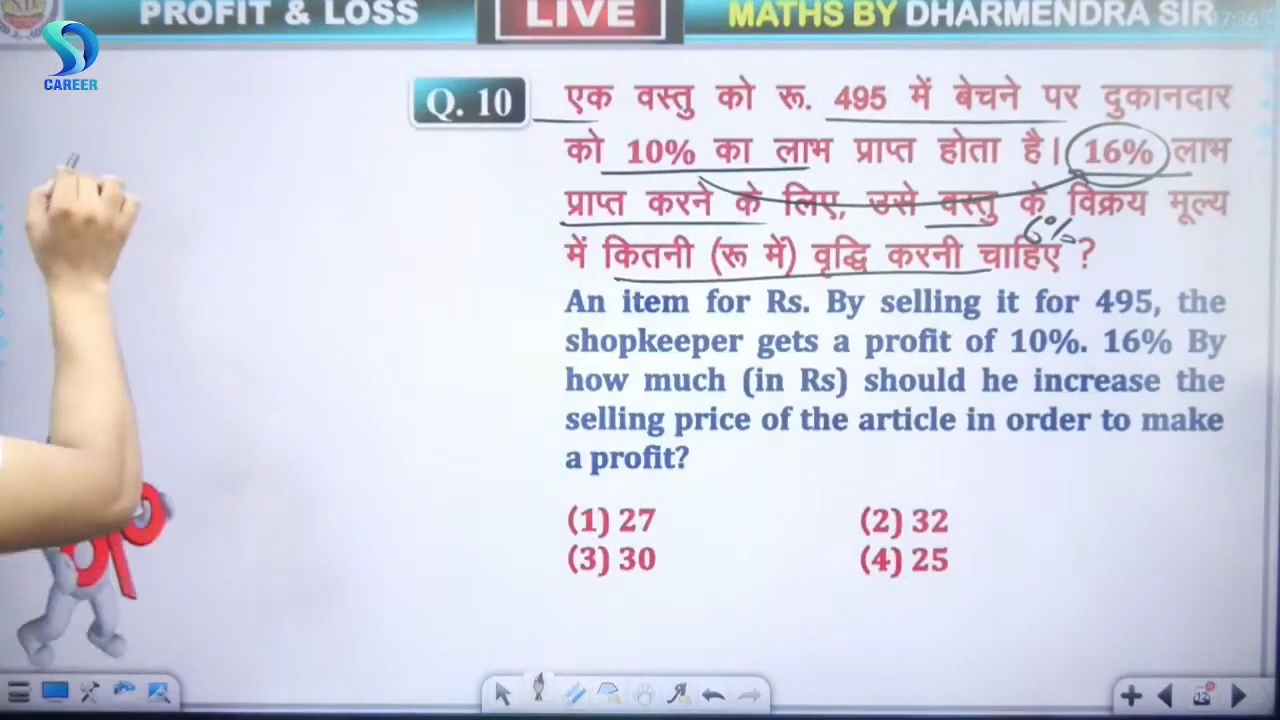 PROFIT & LOSS
LIVE
MATHS BY DHARMENDRA SIR
17:36
CAREER
Q. 10
एक वस्तु को रू. 495 में बेचने पर दुकानदार
को 10% का लाभ प्राप्त होता है। 16% लाभ
प्राप्त करने के लिए, उसे वस्तु के विक्रय मूल्य
6%
में कितनी (रू में) वृद्धि करनी चाहिए ?
An item for Rs. By selling it for 495, the
shopkeeper gets a profit of 10%. 16% By
how much (in Rs) should he increase the
selling price of the article in order to make
a profit?
(1) 27 (2) 32
(3) 30 (4) 25